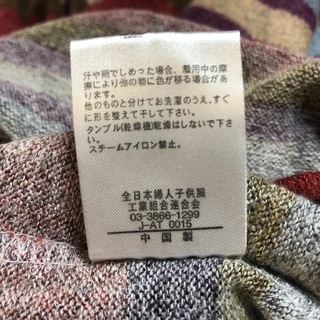 汗や雨でしめった場合、着用中の摩
擦により他の物に色が移る場合があ
ります。
他のものと分けてお洗濯のうえ、すぐ
に形を整えて干して下さい。
タンブル(乾燥機)乾燥はしないで下さ
い。
スチームアイロン禁止。
全日本婦人子供服
工業組合連合会
03-3866-1299
J-AT 0015
中国製